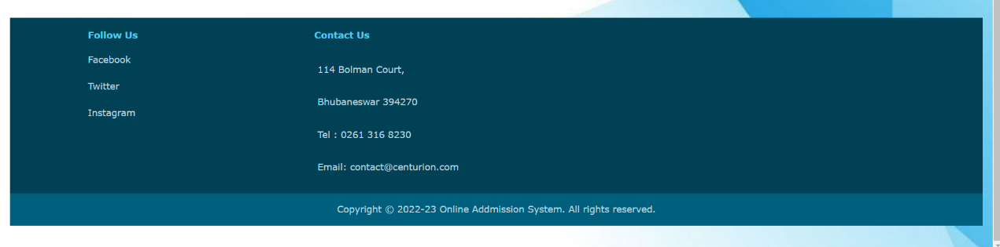 Follow Us
Facebook
Twitter
Instagram
Contact Us
114 Bolman Court,
Bhubaneswar 394270
Tel : 0261 316 8230
Email: contact@centurion.com
Copyright © 2022-23 Online Addmission System. All rights reserved.